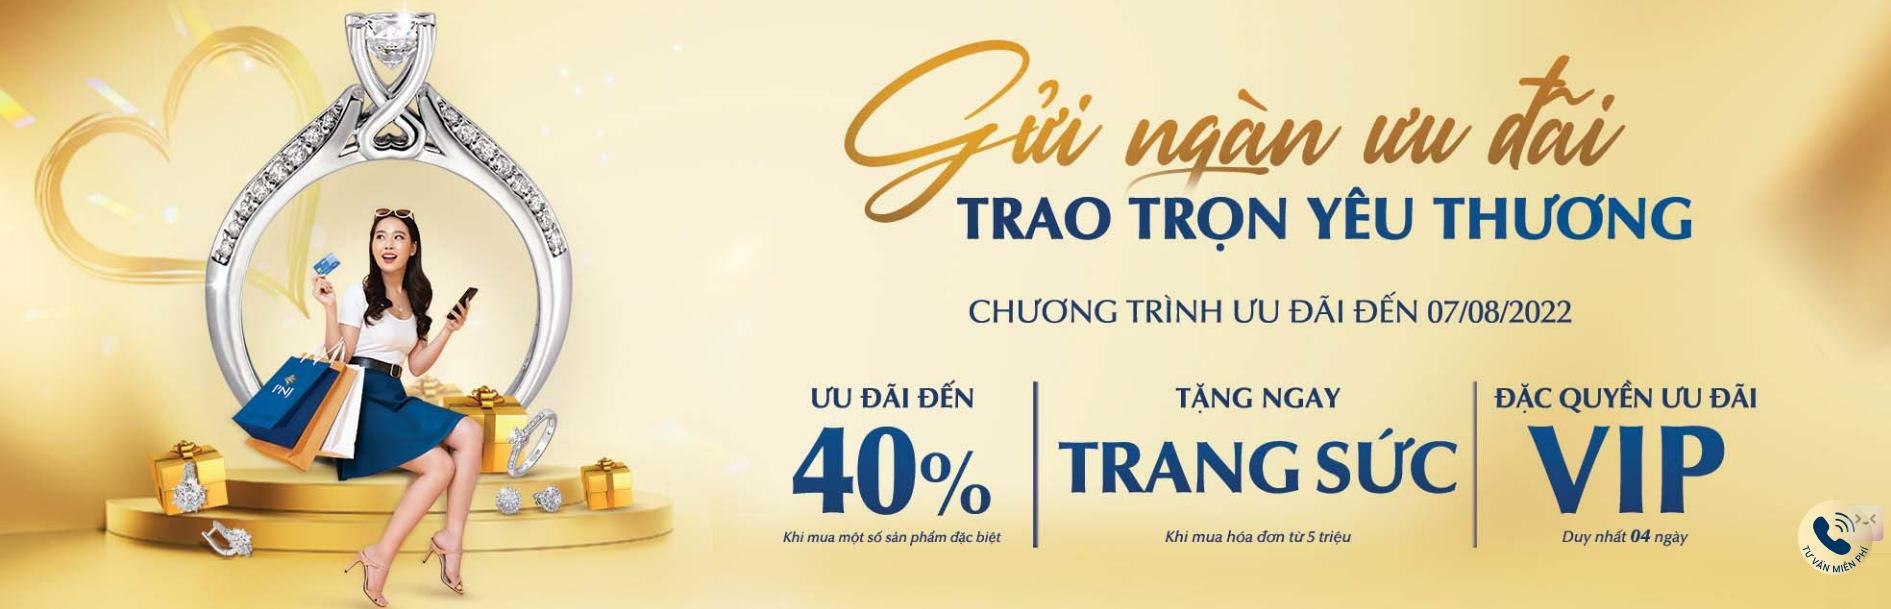 Gửi ngàn ưu đãi
TRAO TRỌN YÊU THƯƠNG
CHƯƠNG TRÌNH ƯU ĐÃI ĐẾN 07/08/2022
ƯU ĐÃI ĐẾN
40%
Khi mua một số sản phẩm đặc biệt
TẶNG NGAY
TRANG SỨC
Khi mua hóa đơn từ 5 triệu
ĐẶC QUYỀN ƯU ĐÃI
VIP
Duy nhất 04 ngày
PNJ
TƯ VẤN MIỄN PHÍ